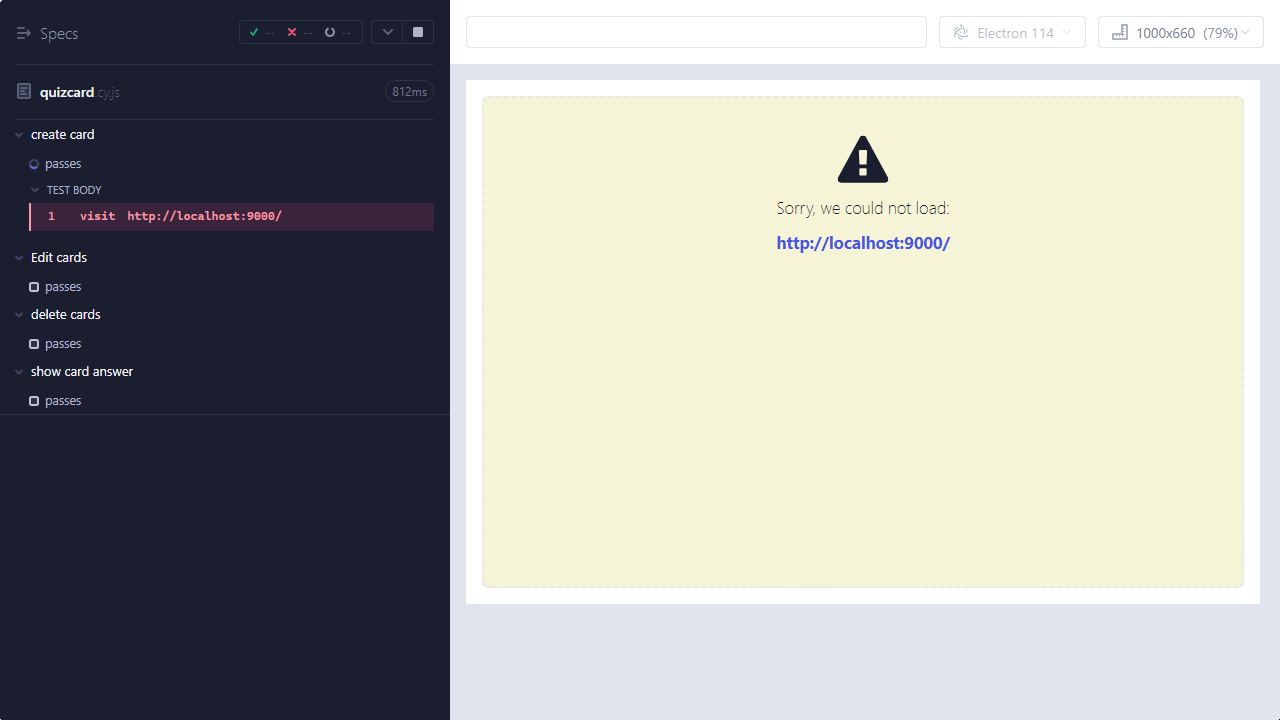 Specs
--
--
--
quizcard.cy.js
812ms
create card
passes
TEST BODY
1 visit http://localhost:9000/
Edit cards
passes
delete cards
passes
show card answer
passes
Electron 114
1000x660 (79%)
Sorry, we could not load:
http://localhost:9000/